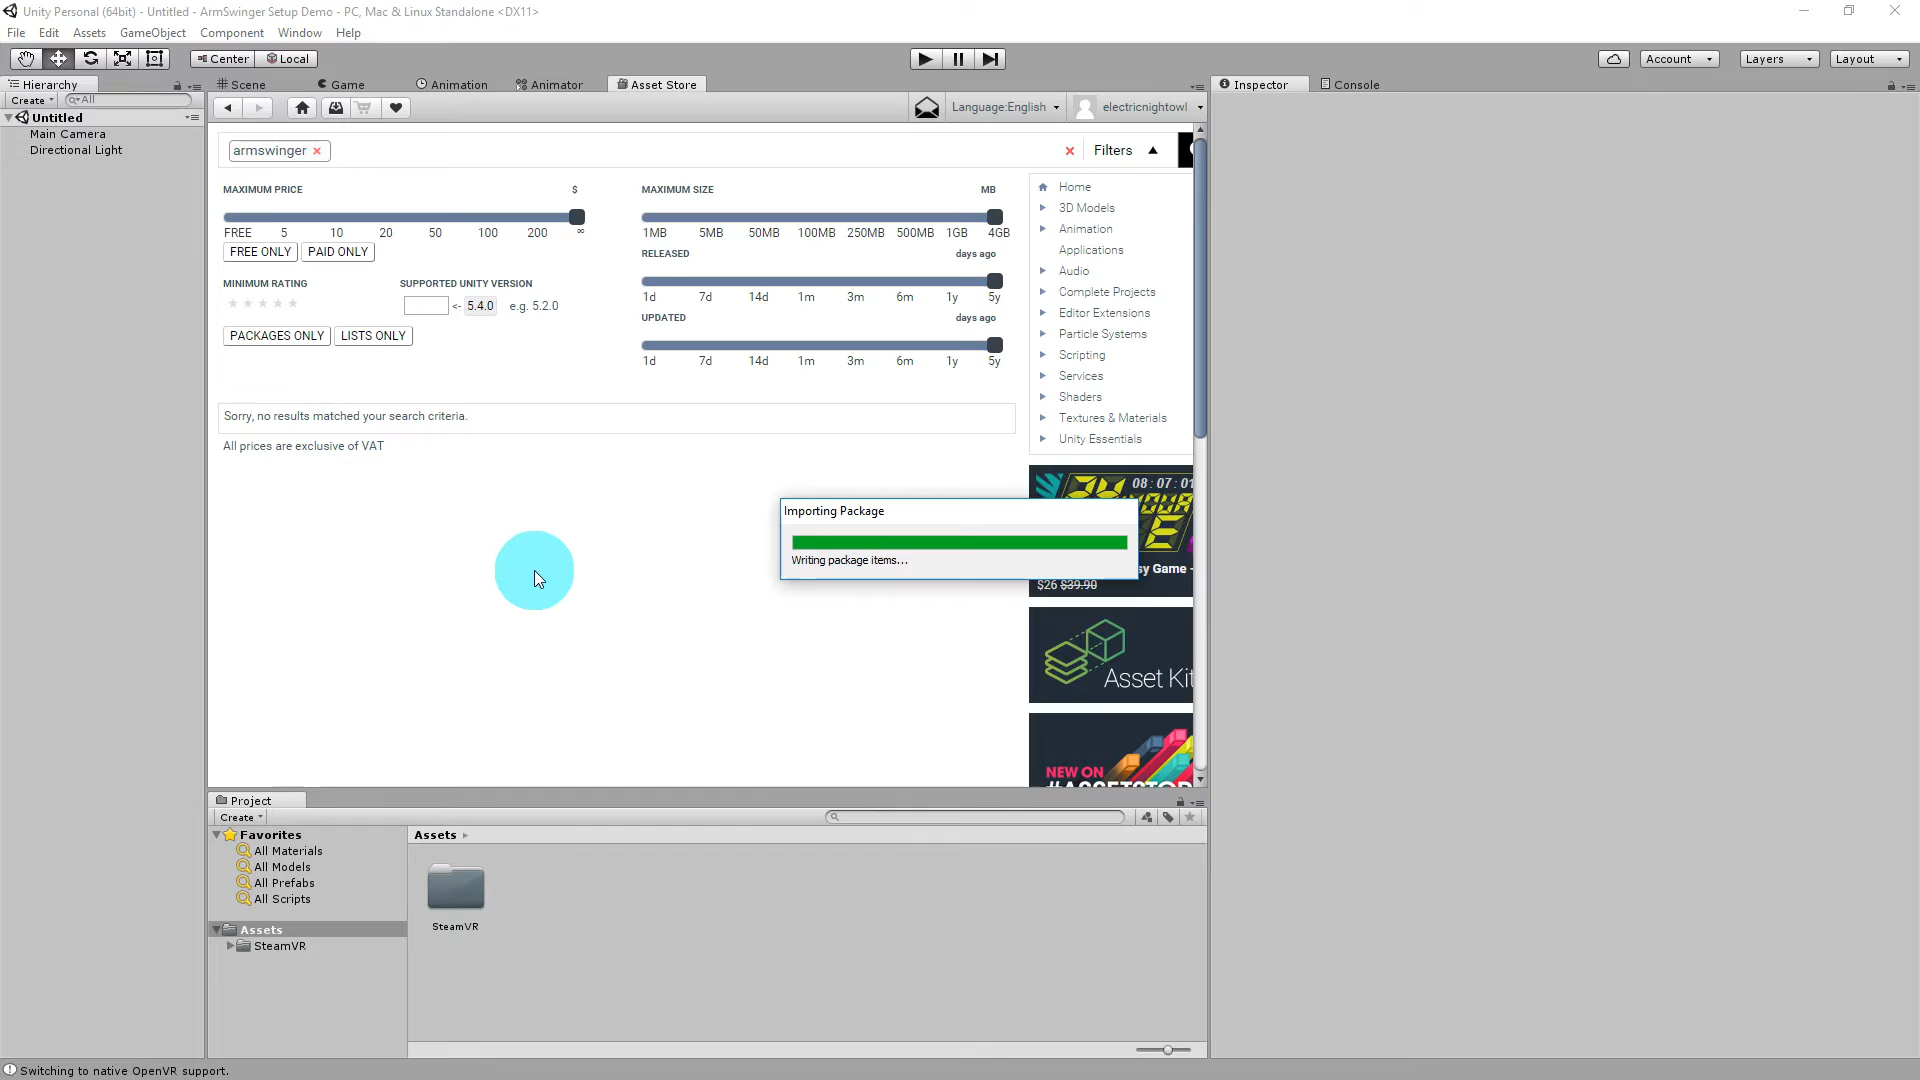 Unity Personal (64bit) - Untitled - ArmSwinger Setup Demo - PC, Mac & Linux Standalone <DX11>
File Edit Assets GameObject Component Window Help
Center Local
Account Layers Layout
Hierarchy
Scene Game Animation Animator Asset Store
Inspector Console
Create All
Language:English electricnightowl
Untitled
Main Camera
Directional Light
armswinger
Filters
MAXIMUM PRICE $
FREE 5 10 20 50 100 200 ∞
FREE ONLY PAID ONLY
MINIMUM RATING
SUPPORTED UNITY VERSION
<- 5.4.0 e.g. 5.2.0
PACKAGES ONLY LISTS ONLY
MAXIMUM SIZE MB
1MB 5MB 50MB 100MB 250MB 500MB 1GB 4GB
RELEASED days ago
1d 7d 14d 1m 3m 6m 1y 5y
UPDATED days ago
1d 7d 14d 1m 3m 6m 1y 5y
Home
3D Models
Animation
Applications
Audio
Complete Projects
Editor Extensions
Particle Systems
Scripting
Services
Shaders
Textures & Materials
Unity Essentials
Sorry, no results matched your search criteria.
All prices are exclusive of VAT
Importing Package
Writing package items...
08:07:01
sy Game -
$26 $39.90
Asset Kit
NEW ON
#ASSETSTOR
Project
Create
Favorites
All Materials
All Models
All Prefabs
All Scripts
Assets
SteamVR
Assets
SteamVR
Switching to native OpenVR support.